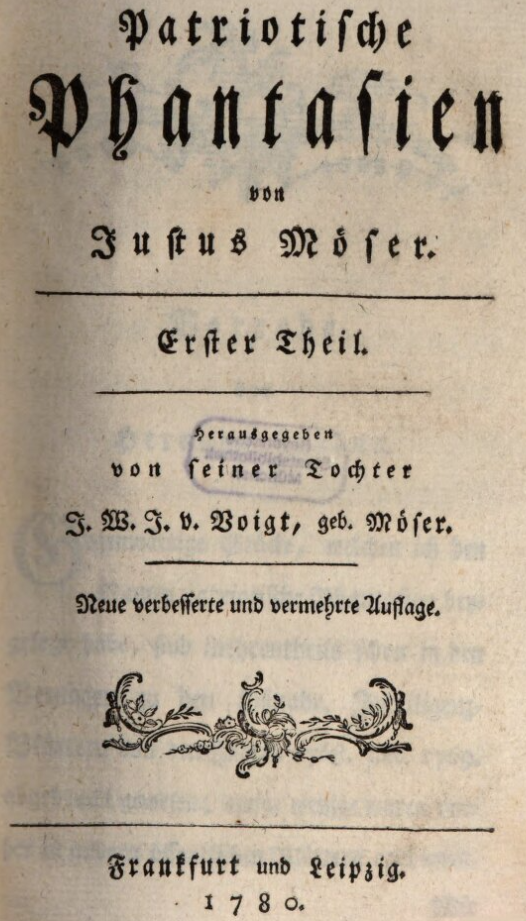 Patriotiſche
Phantaſien
von
Juſtus Möſer.
Erſter Theil.
Herausgegeben
von ſeiner Tochter
J. W. J. v. Voigt, geb. Möſer.
Neue verbeſſerte und vermehrte Auflage.
Frankfurt und Leipzig.
1780.